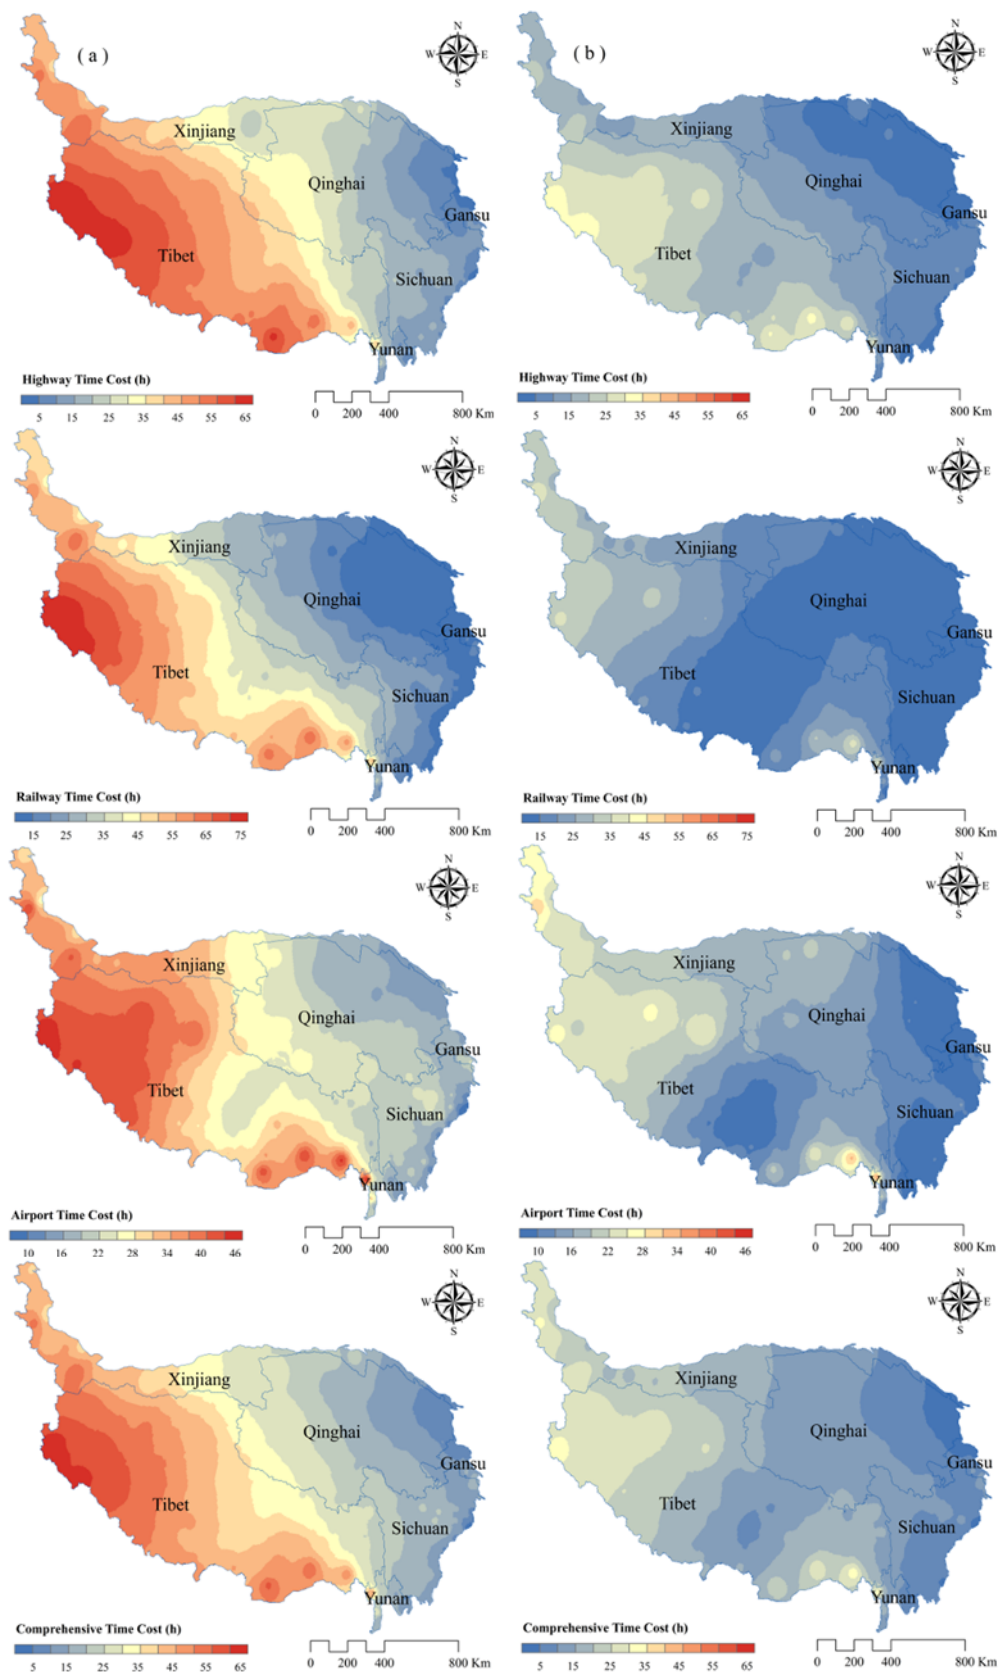 ( a )
N
W E
S
Xinjiang
Qinghai
Gansu
Tibet
Sichuan
Yunan
Highway Time Cost (h)
5 15 25 35 45 55 65
0 200 400 800 Km
( b )
N
W E
S
Xinjiang
Qinghai
Gansu
Tibet
Sichuan
Yunan
Highway Time Cost (h)
5 15 25 35 45 55 65
0 200 400 800 Km
N
W E
S
Xinjiang
Qinghai
Gansu
Tibet
Sichuan
Yunan
Railway Time Cost (h)
15 25 35 45 55 65 75
0 200 400 800 Km
N
W E
S
Xinjiang
Qinghai
Gansu
Tibet
Sichuan
Yunan
Railway Time Cost (h)
15 25 35 45 55 65 75
0 200 400 800 Km
N
W E
S
Xinjiang
Qinghai
Gansu
Tibet
Sichuan
Yunan
Airport Time Cost (h)
10 16 22 28 34 40 46
0 200 400 800 Km
N
W E
S
Xinjiang
Qinghai
Gansu
Tibet
Sichuan
Yunan
Airport Time Cost (h)
10 16 22 28 34 40 46
0 200 400 800 Km
N
W E
S
Xinjiang
Qinghai
Gansu
Tibet
Sichuan
Yunan
Comprehensive Time Cost (h)
5 15 25 35 45 55 65
0 200 400 800 Km
N
W E
S
Xinjiang
Qinghai
Gansu
Tibet
Sichuan
Yunan
Comprehensive Time Cost (h)
5 15 25 35 45 55 65
0 200 400 800 Km